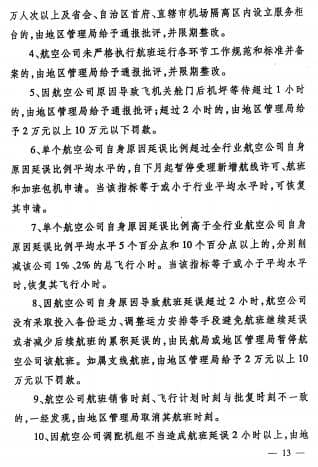 万人次以上及省会、自治区首府、直辖市机场隔离区内设立服务柜
台的,由地区管理局给予通报批评,并限期整改。
4、航空公司未严格执行航班运行各环节工作规范和标准并备
案的,由地区管理局给予通报批评,并限期整改。
5、因航空公司原因导致飞机关舱门后机坪等待超过 1 小时
的,由地区管理局给予通报批评;超过 2 小时的,由地区管理局给
予 2 万元以上 10 万元以下罚款。
6、单个航空公司自身原因延误比例超过全行业航空公司自身
原因延误比例平均水平的,自下月起暂停受理新增航线许可、航班
和加班包机申请。当该指标等于或小于行业平均水平时,可恢复
其申请。
7、单个航空公司自身原因延误比例高于全行业航空公司自身
原因延误比例平均水平 5 个百分点和 10 个百分点以上的,分别削
减该公司 1%、2%的总飞行小时。当该指标等于或小于平均水平
时,恢复其飞行小时。
8、因航空公司自身原因导致航班延误超过 2 小时,航空公司
没有采取投入备份运力、调整运力安排等手段避免航班继续延误
或者减少后续航班的累积延误的,由民航局或地区管理局暂停航
空公司该航班。如属支线航班,由地区管理局给予 2 万元以上 10
万元以下罚款。
9、航空公司航班销售时刻、飞行计划时刻与批复时刻不一致
的,一经发现,由地区管理局取消其航班时刻。
10、因航空公司调配机组不当造成航班延误 2 小时以上,由地
— 13 —